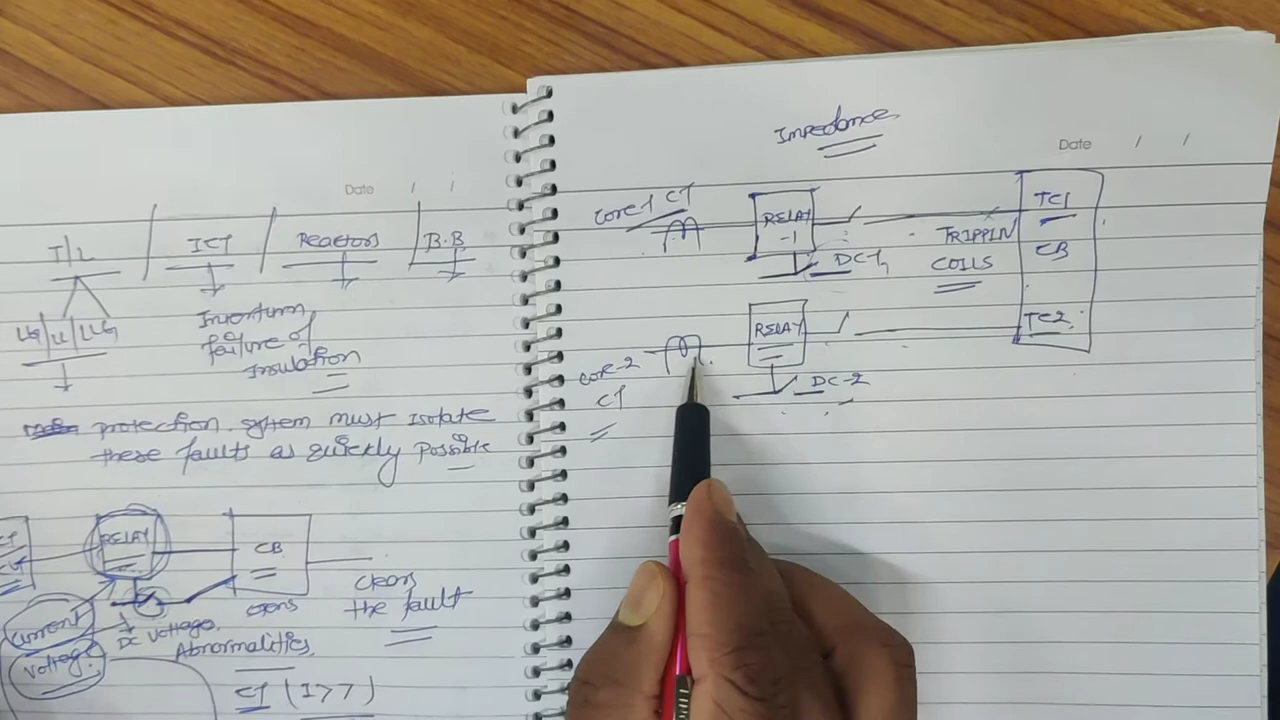 Date / /
T/L / ICT / Reactors / B.B
LG/LL/LLG
Interturn
failure of
Insulation
protection system must isolate
these faults as quickly possible
RELAY
CB
opens
clears
the fault
current
voltage
DC voltage
Abnormalities
CT (I>>)
Impedance
Date / /
core-1 CT
RELAY
-1
DC-1
TRIPPIN
COILS
TC1
CB
TC2
core-2
CT
RELAY
DC-2